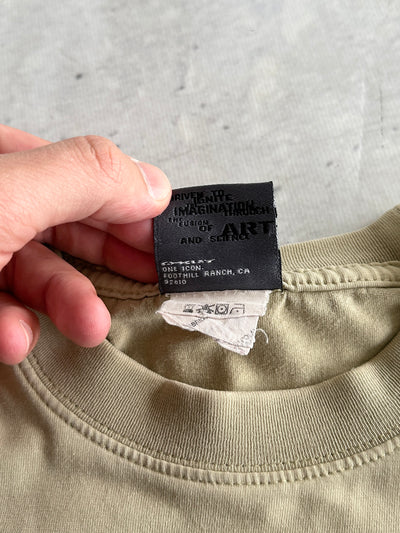 DRIVEN TO
IGNITE
IMAGINATION
THROUGH
THE FUSION
OF ART
AND SCIENCE
OAKLEY
ONE ICON.
FOOTHILL RANCH, CA
92610